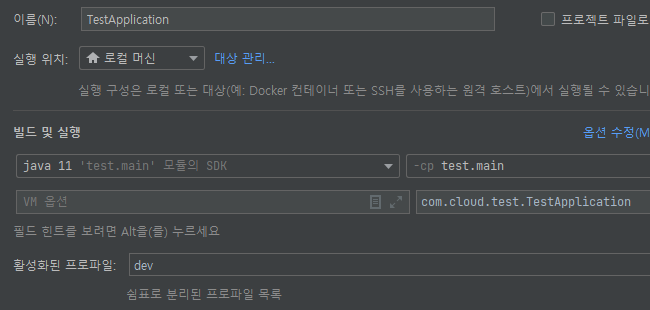 이름(N): TestApplication 프로젝트 파일로
실행 위치: 로컬 머신 대상 관리...
실행 구성은 로컬 또는 대상(예: Docker 컨테이너 또는 SSH를 사용하는 원격 호스트)에서 실행될 수 있습니
빌드 및 실행 옵션 수정(M
java 11 'test.main' 모듈의 SDK -cp test.main
VM 옵션 com.cloud.test.TestApplication
필드 힌트를 보려면 Alt을(를) 누르세요
활성화된 프로파일: dev
쉼표로 분리된 프로파일 목록